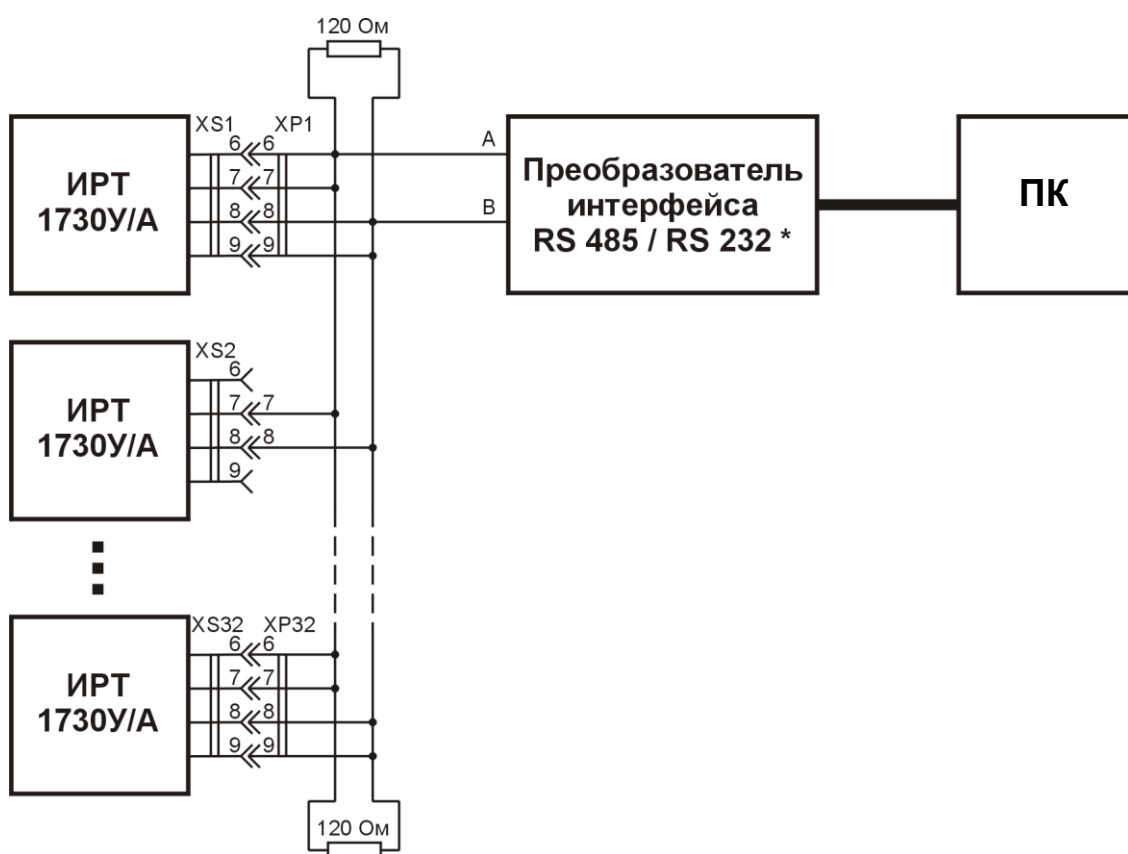 120 Ом
XS1 XP1
6 6
7 7
8 8
9 9
ИРТ
1730У/А
A
B
Преобразователь
интерфейса
RS 485 / RS 232 *
ПК
XS2
6
7 7
8 8
9
ИРТ
1730У/А
XS32 XP32
6 6
7 7
8 8
9 9
ИРТ
1730У/А
120 Ом